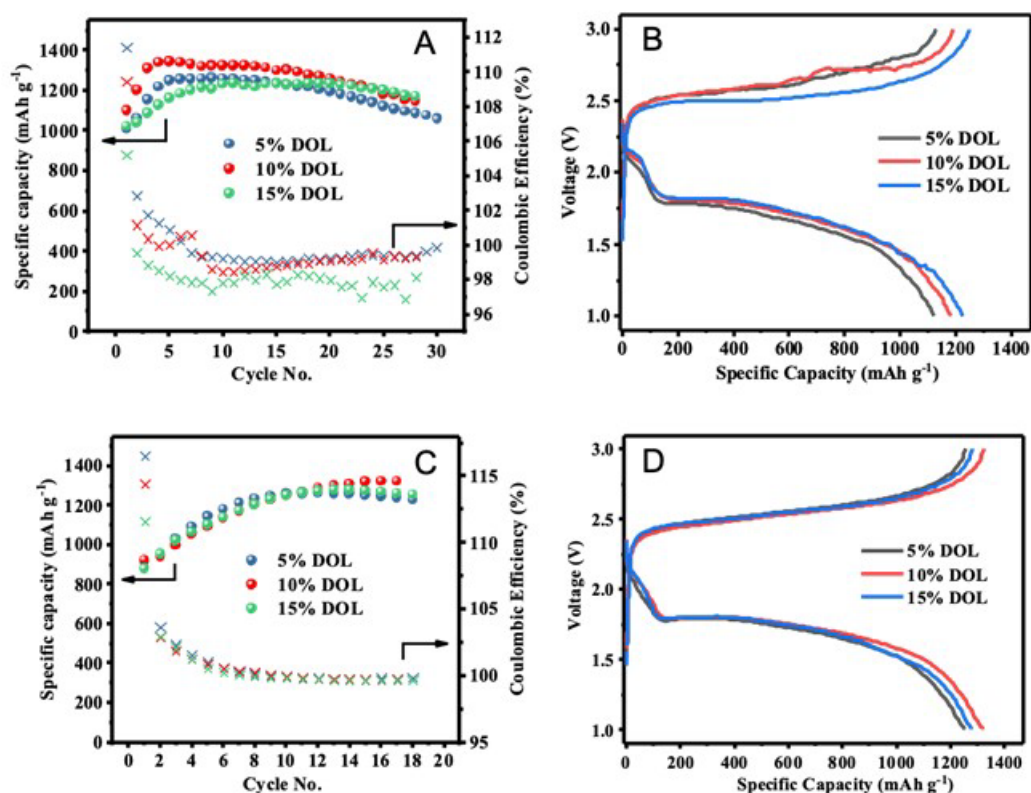 A
Specific capacity (mAh g-1)
1400
1200
1000
800
600
400
200
0
5% DOL
10% DOL
15% DOL
112
110
108
106
104
102
100
98
96
Coulombic Efficiency (%)
0 5 10 15 20 25 30
Cycle No.
B
Voltage (V)
3.0
2.5
2.0
1.5
1.0
5% DOL
10% DOL
15% DOL
0 200 400 600 800 1000 1200 1400
Specific Capacity (mAh g-1)
C
Specific capacity (mAh g-1)
1400
1200
1000
800
600
400
200
0
5% DOL
10% DOL
15% DOL
115
110
105
100
95
Coulombic Efficiency (%)
0 2 4 6 8 10 12 14 16 18 20
Cycle No.
D
Voltage (V)
3.0
2.5
2.0
1.5
1.0
5% DOL
10% DOL
15% DOL
0 200 400 600 800 1000 1200 1400
Specific Capacity (mAh g-1)